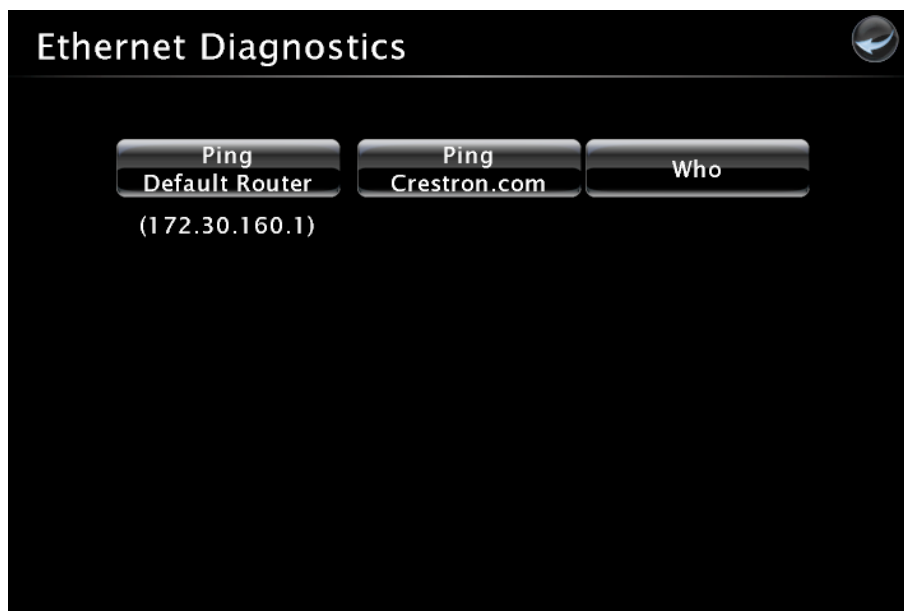 Ethernet Diagnostics
Ping
Default Router
Ping
Crestron.com
Who
(172.30.160.1)